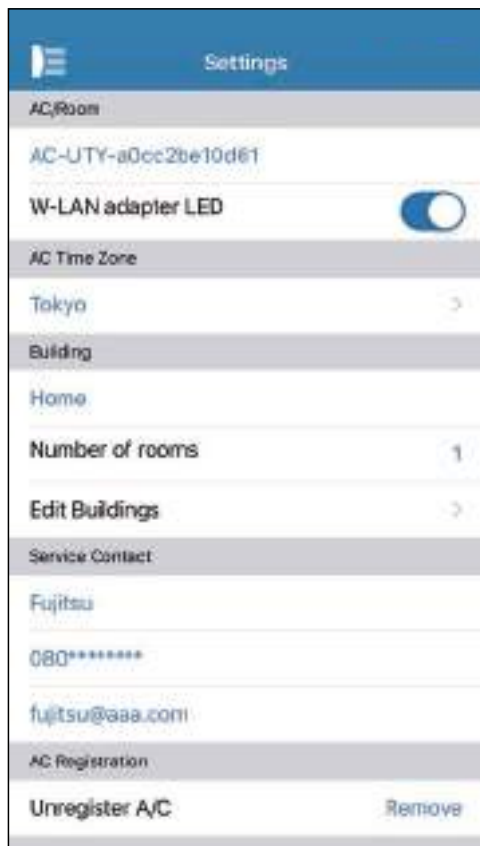 Settings
AC/Room
AC-UTY-a0cc2be10d61
W-LAN adapter LED
AC Time Zone
Tokyo
Building
Home
Number of rooms 1
Edit Buildings
Service Contact
Fujitsu
080********
fujitsu@aaa.com
AC Registration
Unregister A/C Remove